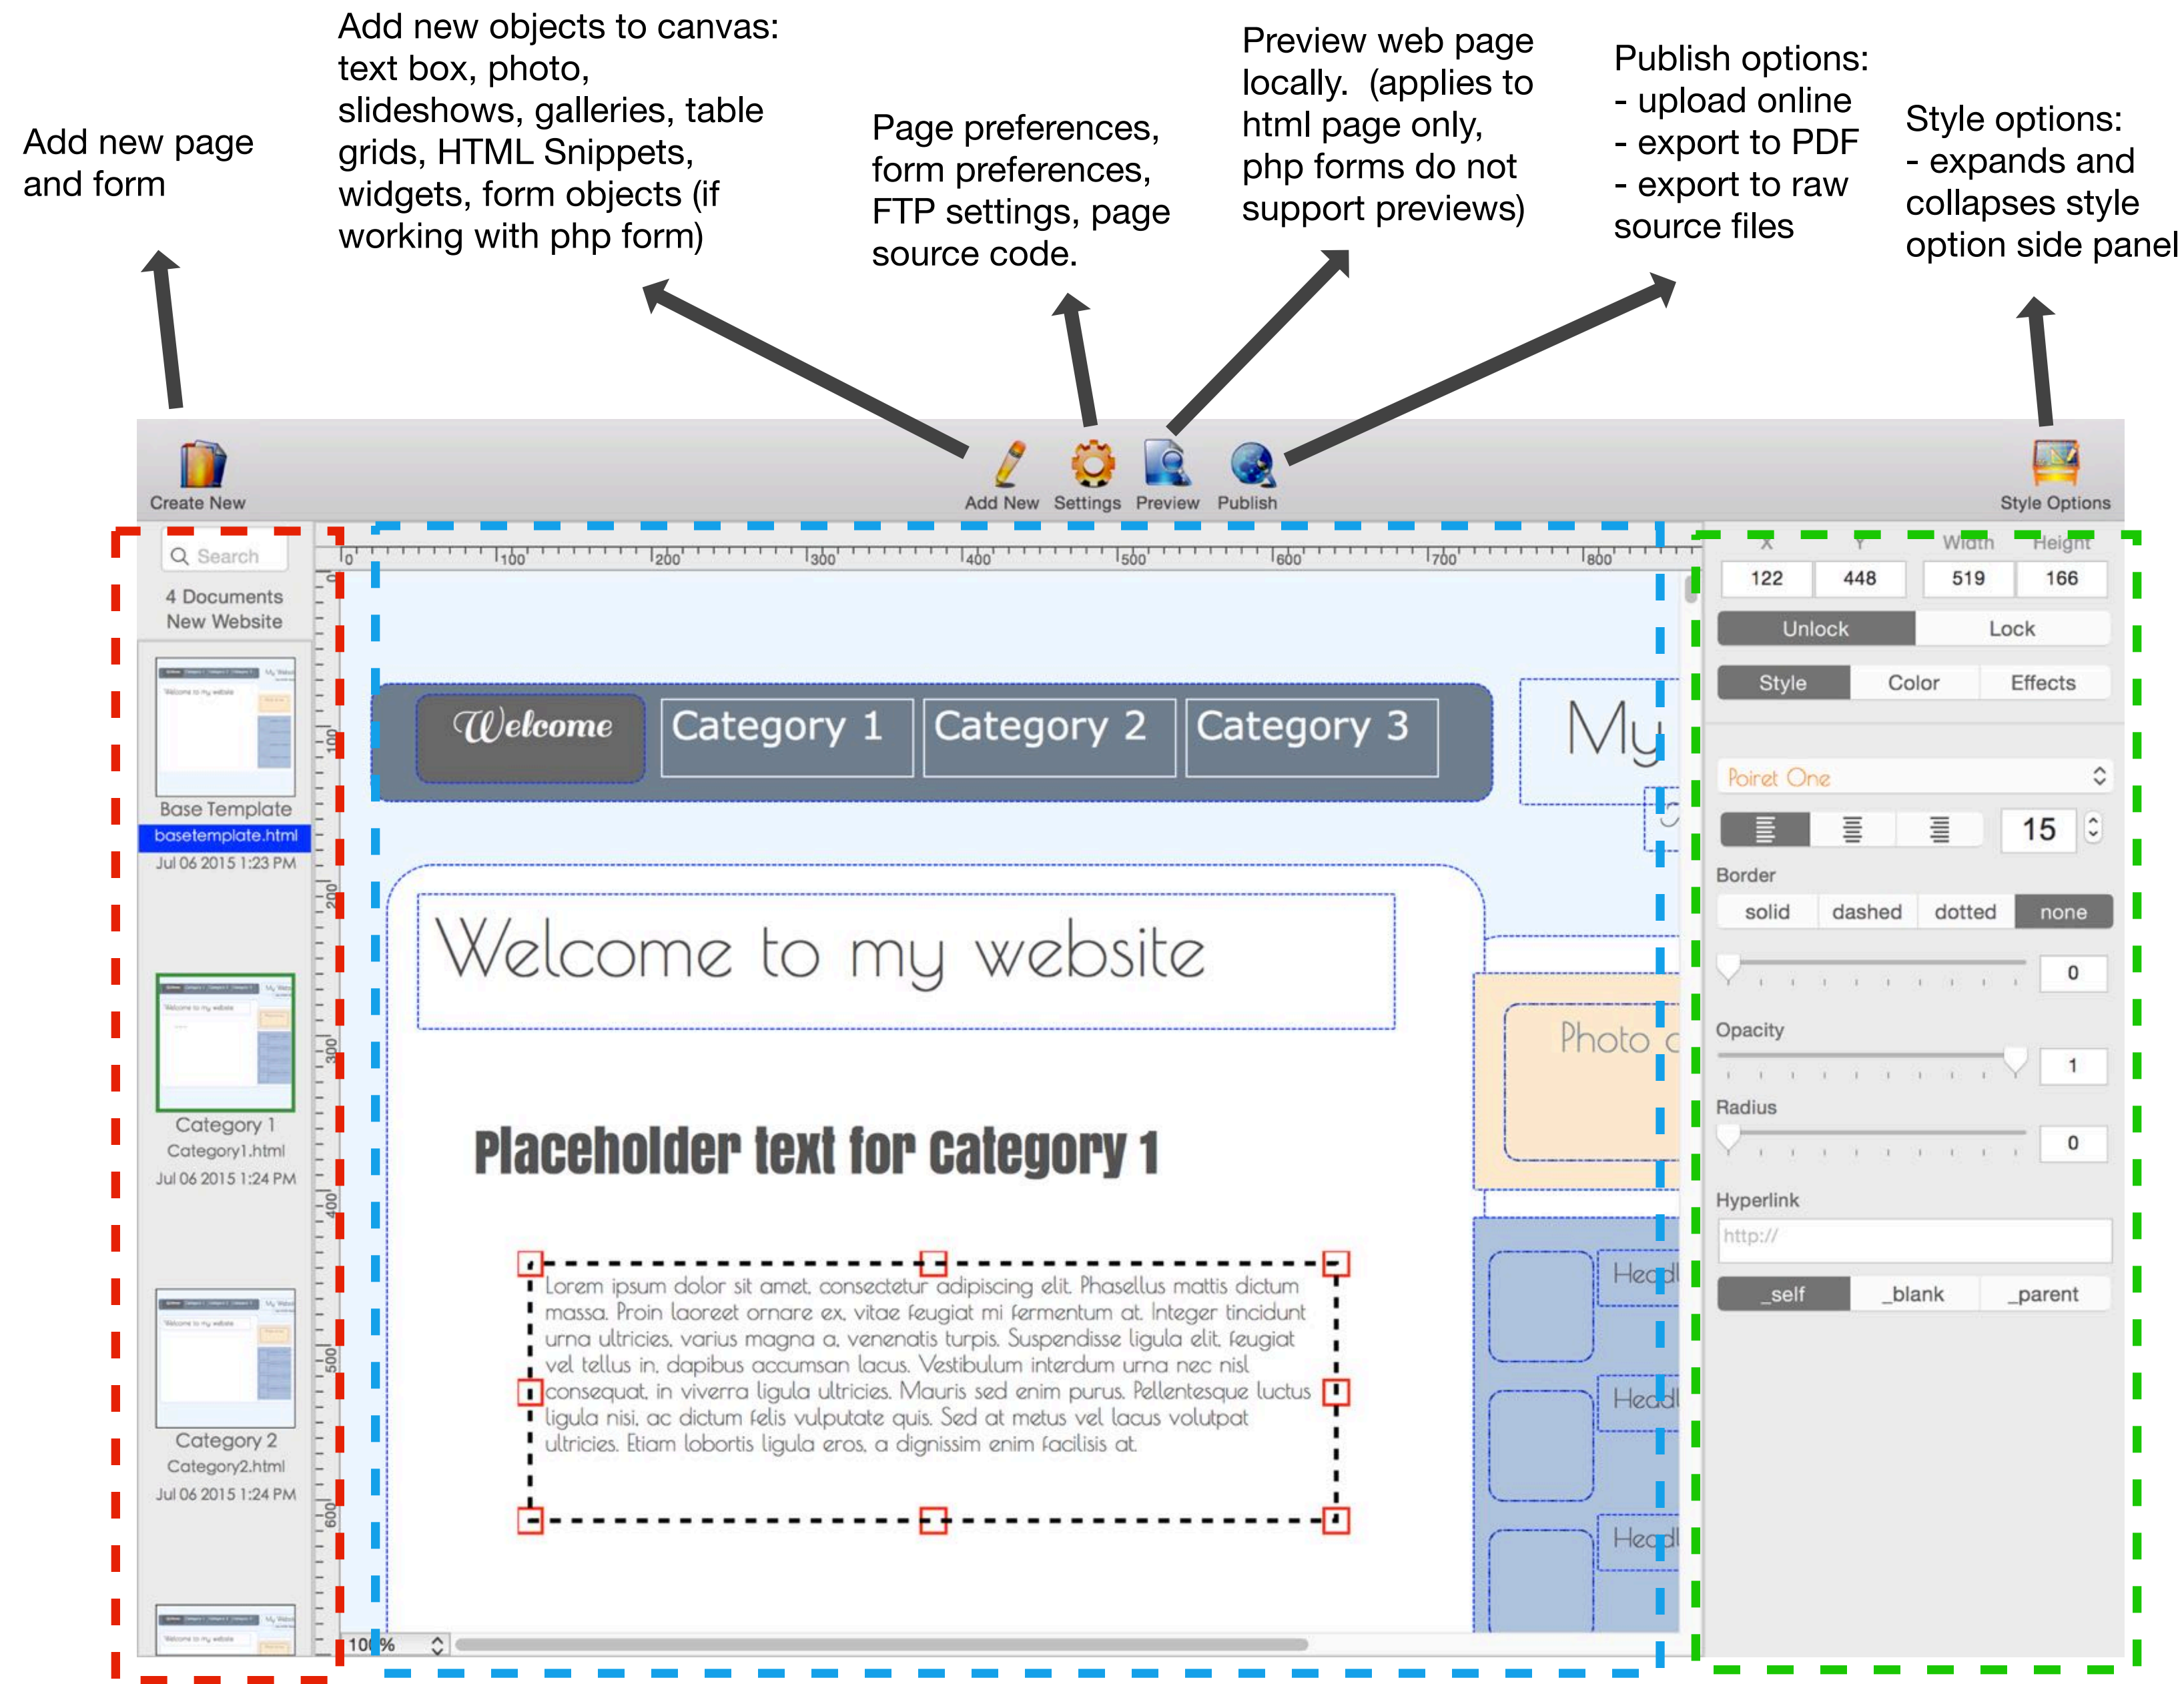 Add new page
and form
Add new objects to canvas:
text box, photo,
slideshows, galleries, table
grids, HTML Snippets,
widgets, form objects (if
working with php form)
Page preferences,
form preferences,
FTP settings, page
source code.
Preview web page
locally.  (applies to
html page only,
php forms do not
support previews)
Publish options:
- upload online
- export to PDF
- export to raw
source files
Style options:
- expands and
collapses style
option side panel
Create New
Add New
Settings
Preview
Publish
Style Options
Search
4 Documents
New Website
Base Template
basetemplate.html
Jul 06 2015 1:23 PM
Category 1
Category1.html
Jul 06 2015 1:24 PM
Category 2
Category2.html
Jul 06 2015 1:24 PM
0 100 200 300 400 500 600 700 800
0
100
200
300
400
500
600
Welcome
Category 1
Category 2
Category 3
My
Welcome to my website
Photo
Placeholder text for Category 1
Lorem ipsum dolor sit amet, consectetur adipiscing elit. Phasellus mattis dictum
massa. Proin laoreet ornare ex, vitae feugiat mi fermentum at. Integer tincidunt
urna ultricies, varius magna a, venenatis turpis. Suspendisse ligula elit, feugiat
vel tellus in, dapibus accumsan lacus. Vestibulum interdum urna nec nisl
consequat, in viverra ligula ultricies. Mauris sed enim purus. Pellentesque luctus
ligula nisi, ac dictum felis vulputate quis. Sed at metus vel lacus volutpat
ultricies. Etiam lobortis ligula eros, a dignissim enim facilisis at.
Headl
Headl
Headl
100%
X Y Width Height
122 448 519 166
Unlock Lock
Style Color Effects
Poiret One
15
Border
solid dashed dotted none
0
Opacity
1
Radius
0
Hyperlink
http://
_self _blank _parent